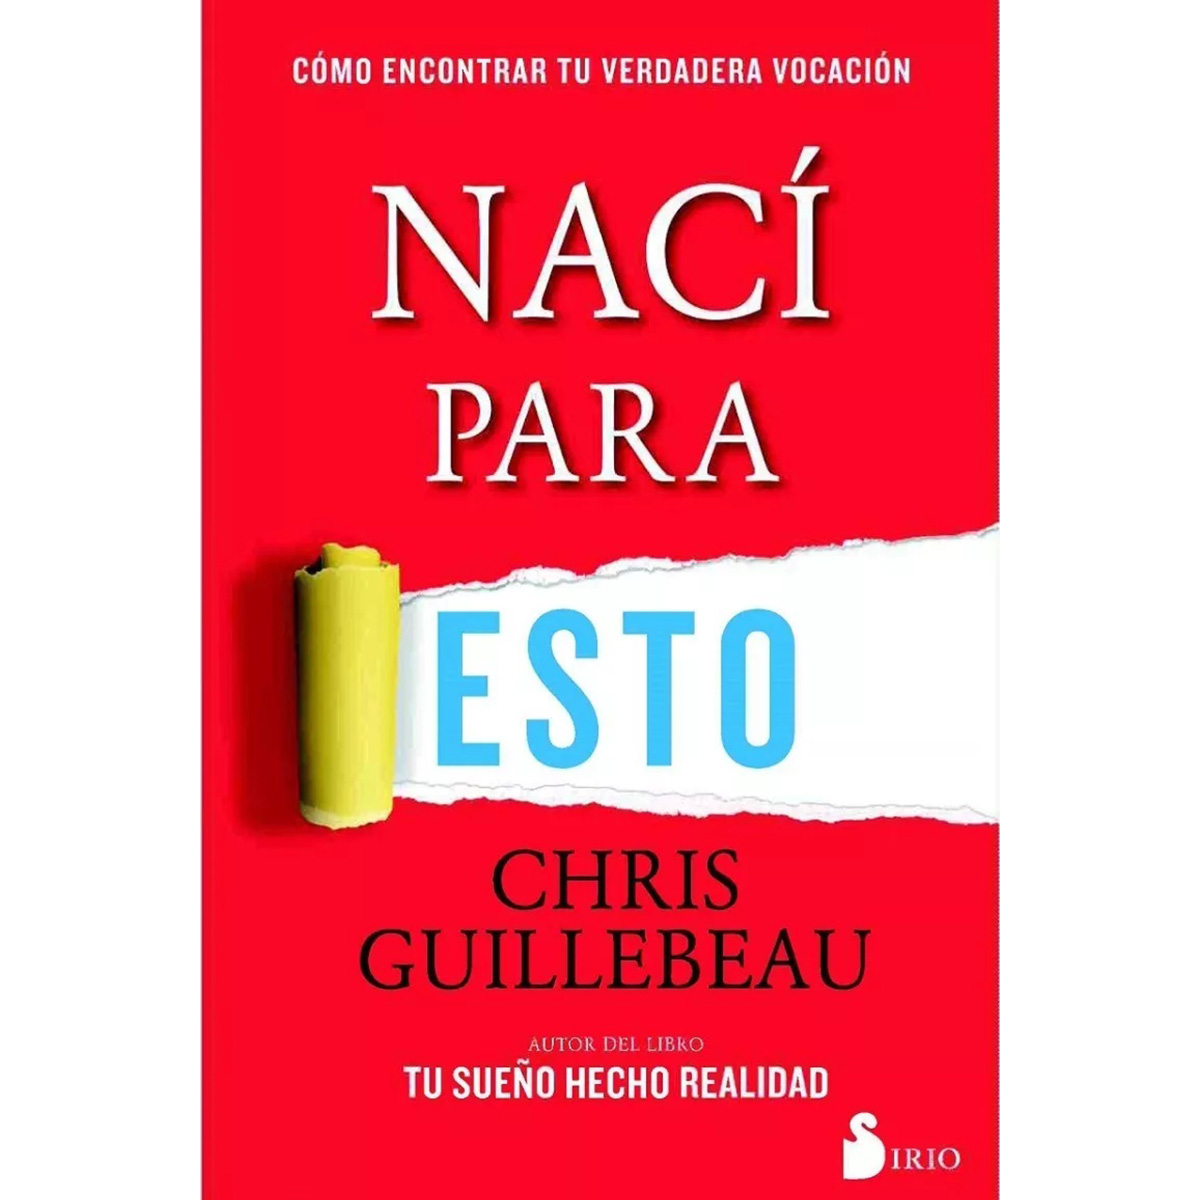 CÓMO ENCONTRAR TU VERDADERA VOCACIÓN
NACÍ
PARA
ESTO
CHRIS
GUILLEBEAU
AUTOR DEL LIBRO
TU SUEÑO HECHO REALIDAD
SIRIO